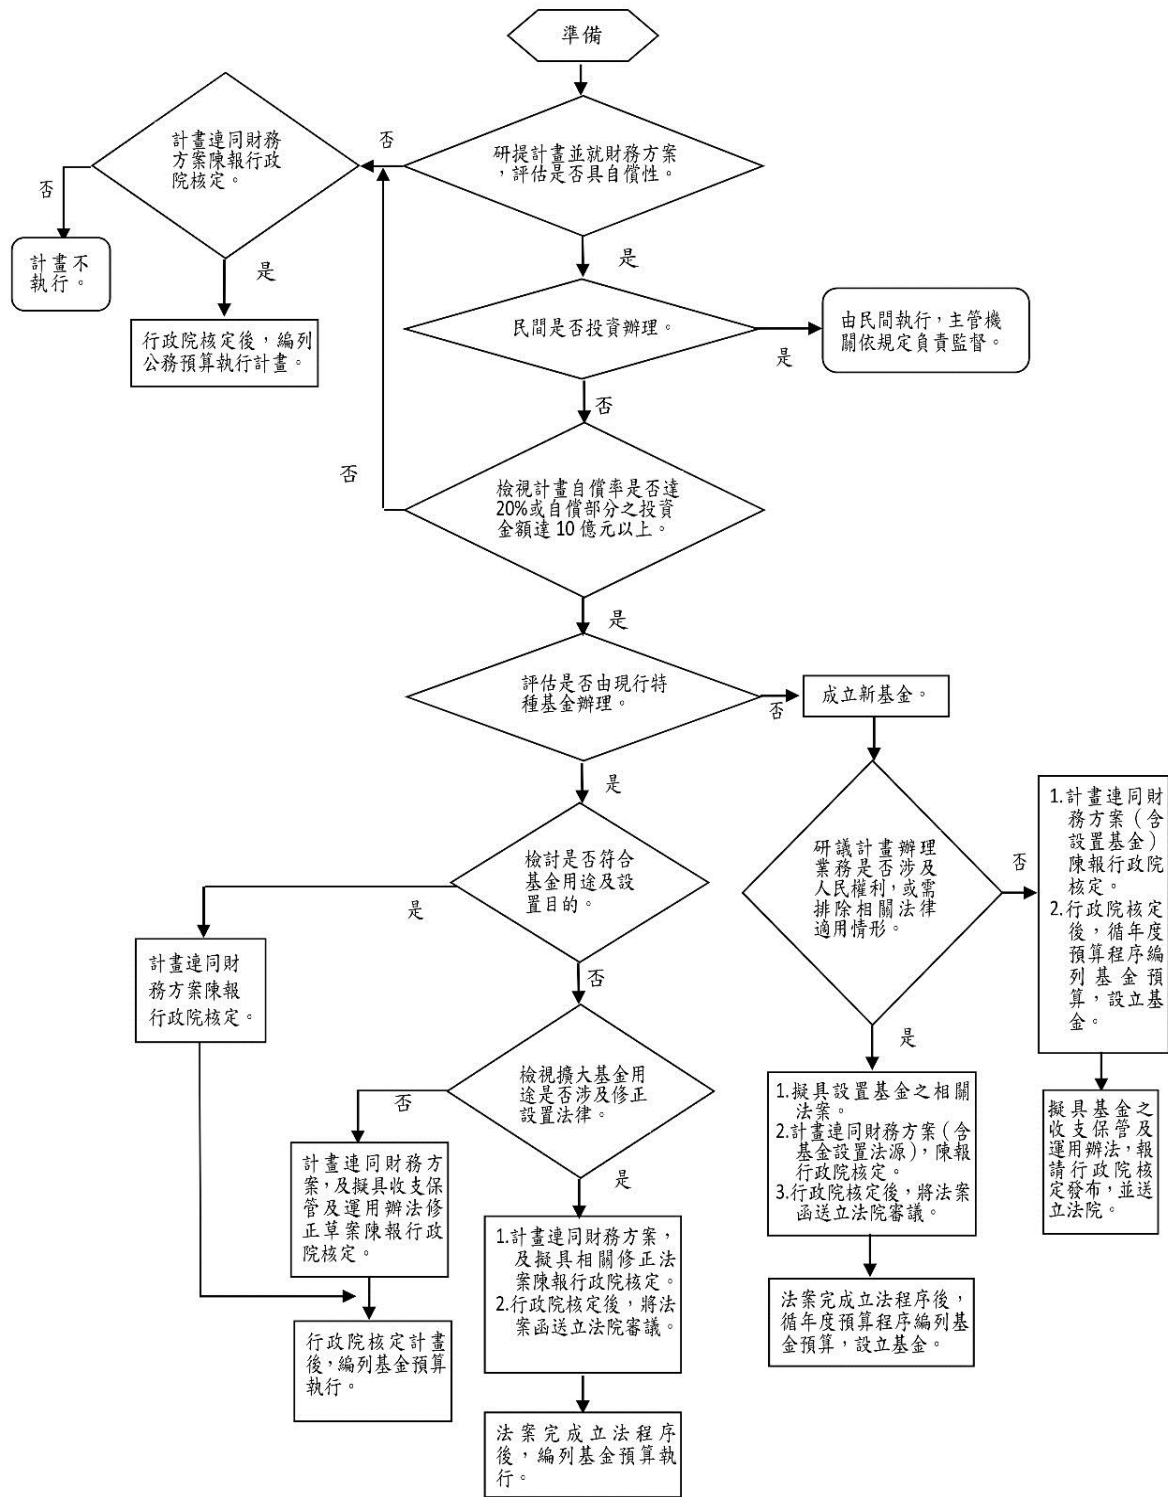 準備
研提計畫並就財務方案
，評估是否具自償性。
否
計畫連同財務
方案陳報行政
院核定。
否
計畫不
執行。
是
行政院核定後，編列
公務預算執行計畫。
是
民間是否投資辦理。
是
由民間執行，主管機
關依規定負責監督。
否
檢視計畫自償率是否達
20%或自償部分之投資
金額達 10 億元以上。
否
是
評估是否由現行特
種基金辦理。
否
成立新基金。
是
檢討是否符合
基金用途及設
置目的。
是
計畫連同財
務方案陳報
行政院核定。
否
檢視擴大基金用
途是否涉及修正
設置法律。
否
計畫連同財務方
案，及擬具收支保
管及運用辦法修
正草案陳報行政
院核定。
行政院核定計畫
後，編列基金預算
執行。
是
1.計畫連同財務方案，
及擬具相關修正法
案陳報行政院核定。
2.行政院核定後，將法
案函送立法院審議。
法案完成立法程序
後，編列基金預算執
行。
研議計畫辦理
業務是否涉及
人民權利，或需
排除相關法律
適用情形。
是
1.擬具設置基金之相關
法案。
2.計畫連同財務方案（含
基金設置法源），陳報
行政院核定。
3.行政院核定後，將法案
函送立法院審議。
法案完成立法程序後，
循年度預算程序編列基
金預算，設立基金。
否
1.計畫連同財
務方案（含
設置基金）
陳報行政院
核定。
2.行政院核定
後，循年度
預算程序編
列基金預
算，設立基
金。
擬具基金之
收支保管及
運用辦法，報
請行政院核
定發布，並送
立法院。